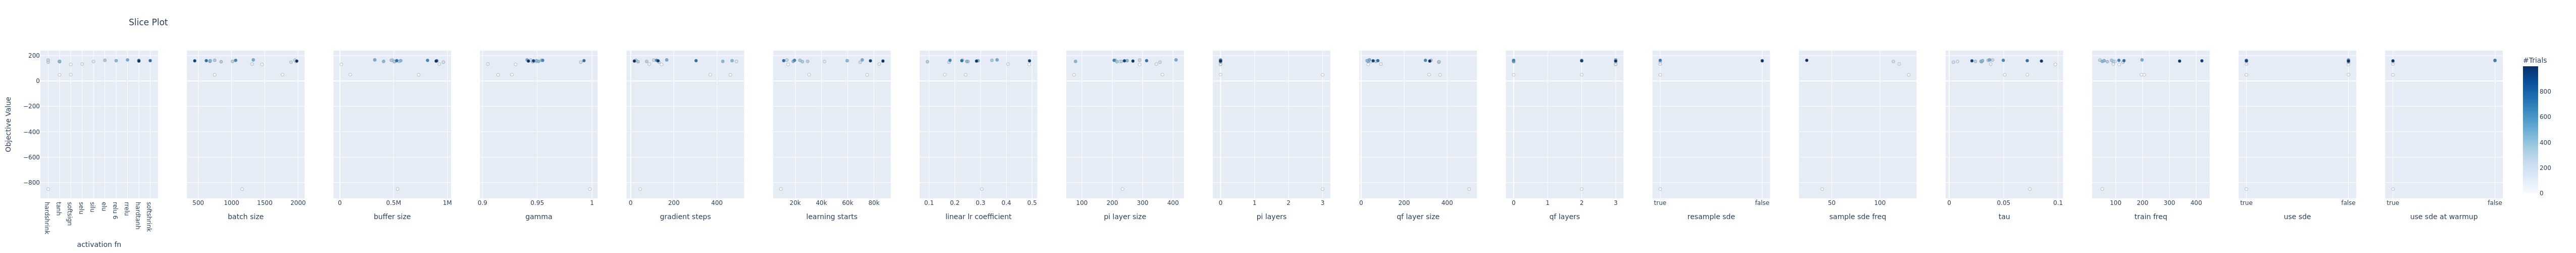 Slice Plot
Objective Value
200
0
−200
−400
−600
−800
hardshrink
tanh
softsign
selu
silu
elu
relu 6
rrelu
hardtanh
softshrink
activation fn
500 1000 1500 2000
batch size
0 0.5M 1M
buffer size
0.9 0.95 1
gamma
0 200 400
gradient steps
20k 40k 60k 80k
learning starts
0.1 0.2 0.3 0.4 0.5
linear lr coefficient
100 200 300 400
pi layer size
0 1 2 3
pi layers
0 200 400
qf layer size
0 1 2 3
qf layers
true false
resample sde
50 100
sample sde freq
0 0.05 0.1
tau
100 200 300 400
train freq
true false
use sde
true false
use sde at warmup
#Trials
800
600
400
200
0